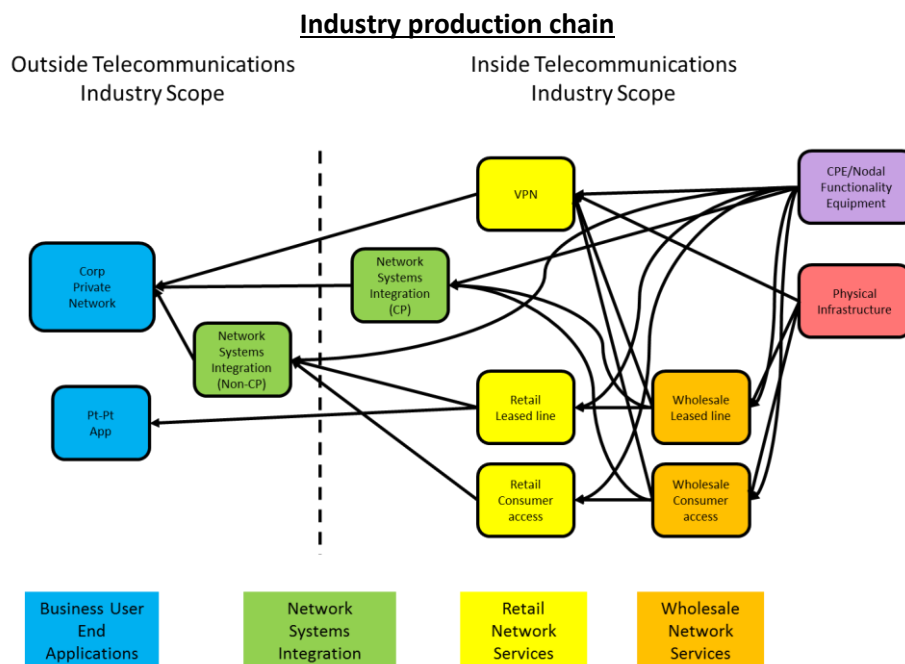 Industry production chain
Outside Telecommunications
Industry Scope
Inside Telecommunications
Industry Scope
CPE/Nodal
Functionality
Equipment
VPN
Corp
Private
Network
Network
Systems
Integration
(CP)
Physical
Infrastructure
Network
Systems
Integration
(Non-CP)
Pt-Pt
App
Retail
Leased line
Wholesale
Leased line
Retail
Consumer
access
Wholesale
Consumer
access
Business User
End
Applications
Network
Systems
Integration
Retail
Network
Services
Wholesale
Network
Services